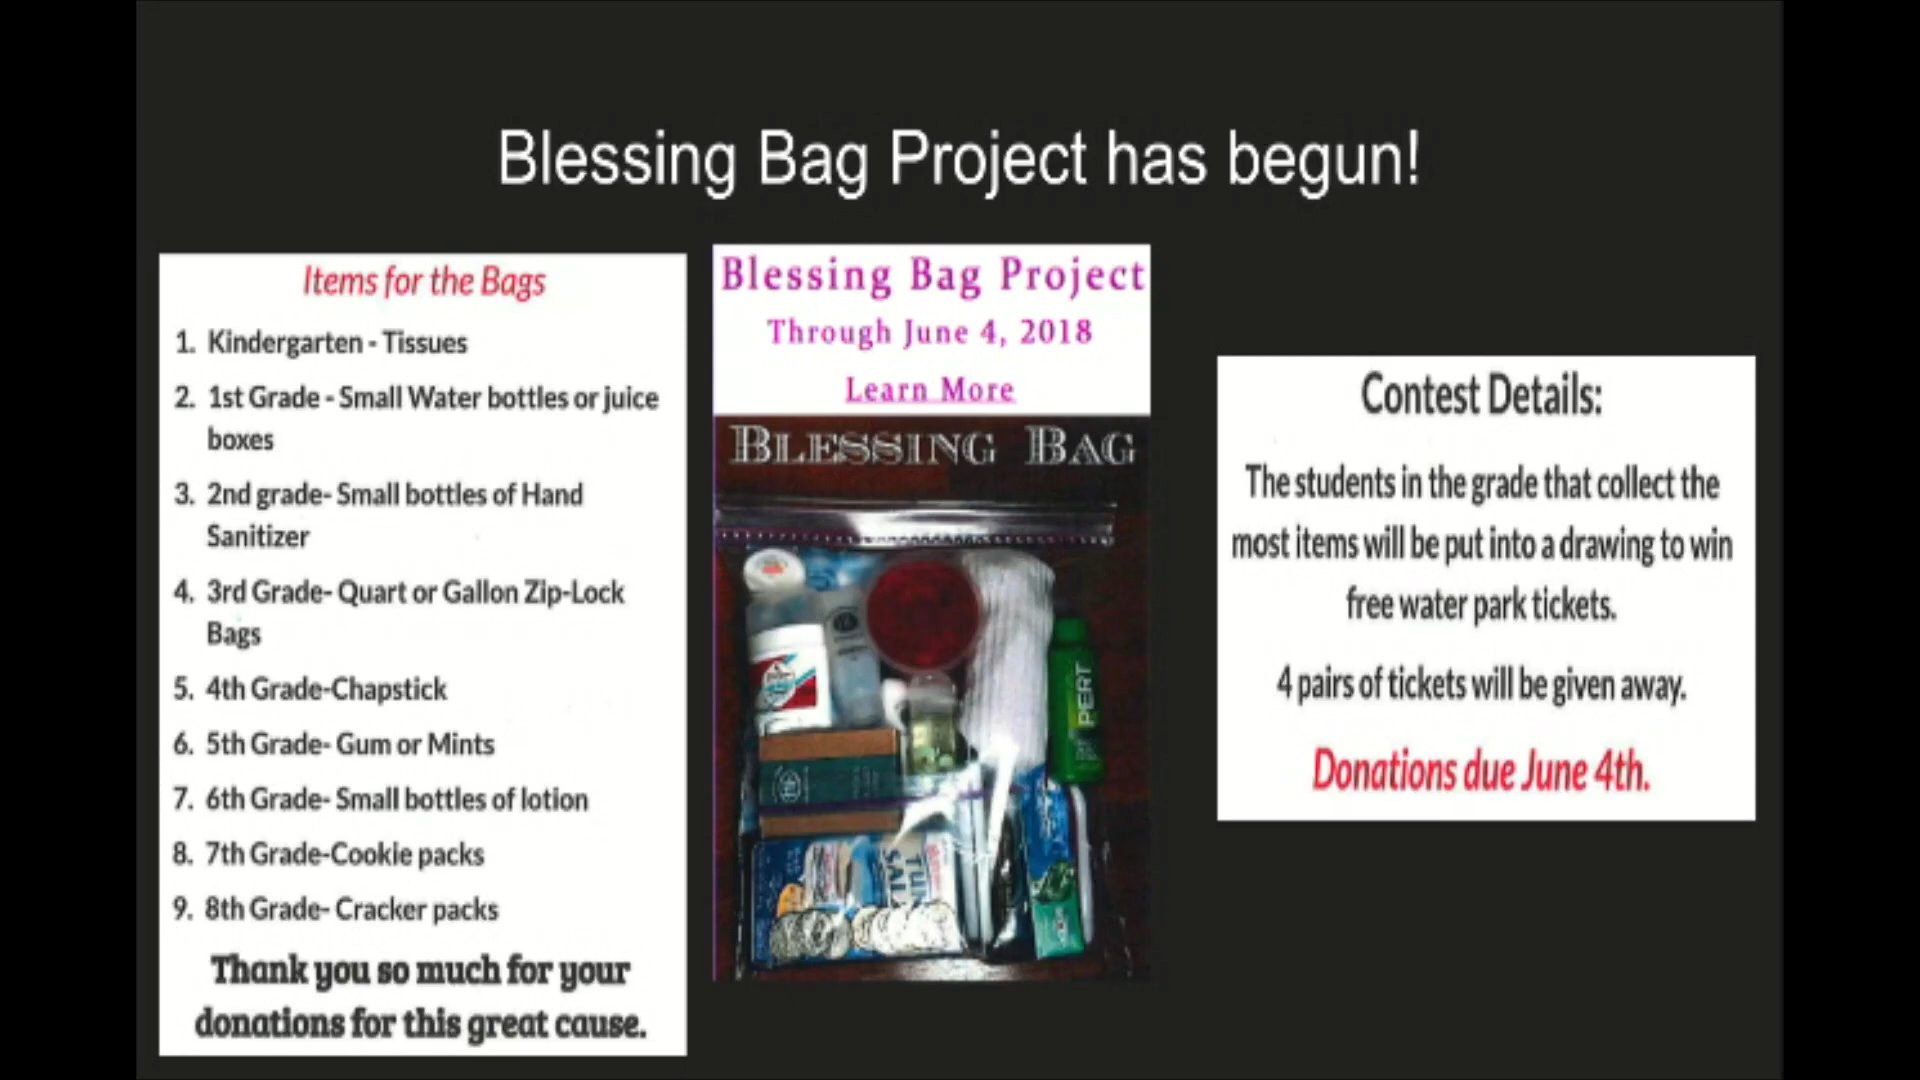 Blessing Bag Project has begun!
Items for the Bags
1. Kindergarten - Tissues
2. 1st Grade - Small Water bottles or juice
boxes
3. 2nd grade- Small bottles of Hand
Sanitizer
4. 3rd Grade- Quart or Gallon Zip-Lock
Bags
5. 4th Grade-Chapstick
6. 5th Grade- Gum or Mints
7. 6th Grade- Small bottles of lotion
8. 7th Grade-Cookie packs
9. 8th Grade- Cracker packs
Thank you so much for your
donations for this great cause.
Blessing Bag Project
Through June 4, 2018
Learn More
BLESSING BAG
PERT
Contest Details:
The students in the grade that collect the
most items will be put into a drawing to win
free water park tickets.
4 pairs of tickets will be given away.
Donations due June 4th.